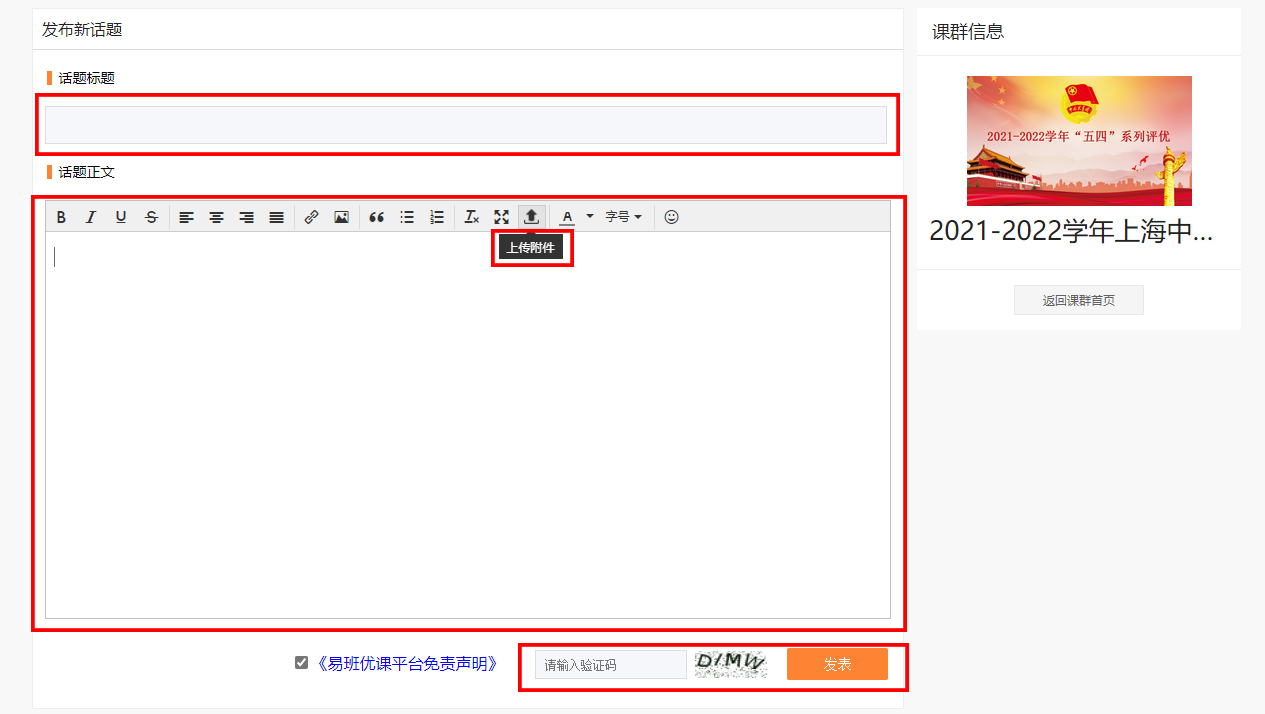 发布新话题
话题标题
话题正文
B I U S
A 字号
上传附件
《易班优课平台免责声明》
请输入验证码
DIMW
发表
课群信息
2021-2022学年“五四”系列评优
2021-2022学年上海中...
返回课群首页